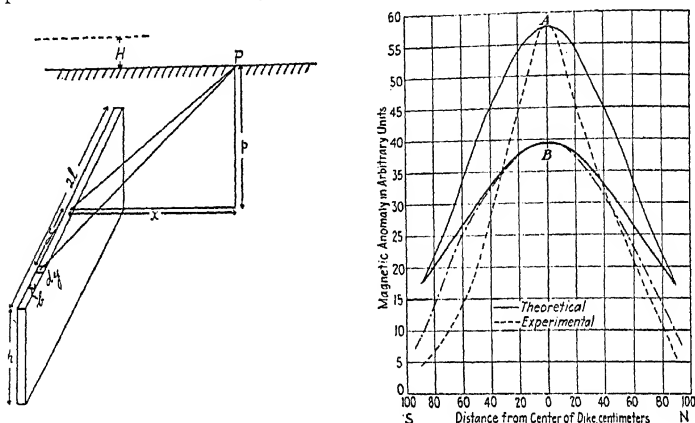 H
P
p
x
2l
dy
b
h
Magnetic Anomaly in Arbitrary Units
60
55
50
45
40
35
30
25
20
15
10
5
0
A
B
Theoretical
Experimental
100 80 60 40 20 0 20 40 60 80 100
S Distance from Center of Dike, centimeters N